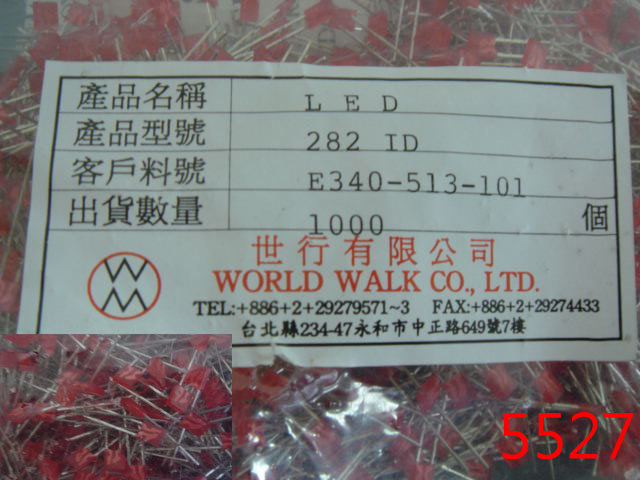 產品名稱 LED
產品型號 282 ID
客戶料號 E340-513-101
出貨數量 1000 個
世行有限公司
WORLD WALK CO., LTD.
TEL:+886+2+29279571~3 FAX:+886+2+29274433
台北縣234-47永和市中正路649號7樓
5527